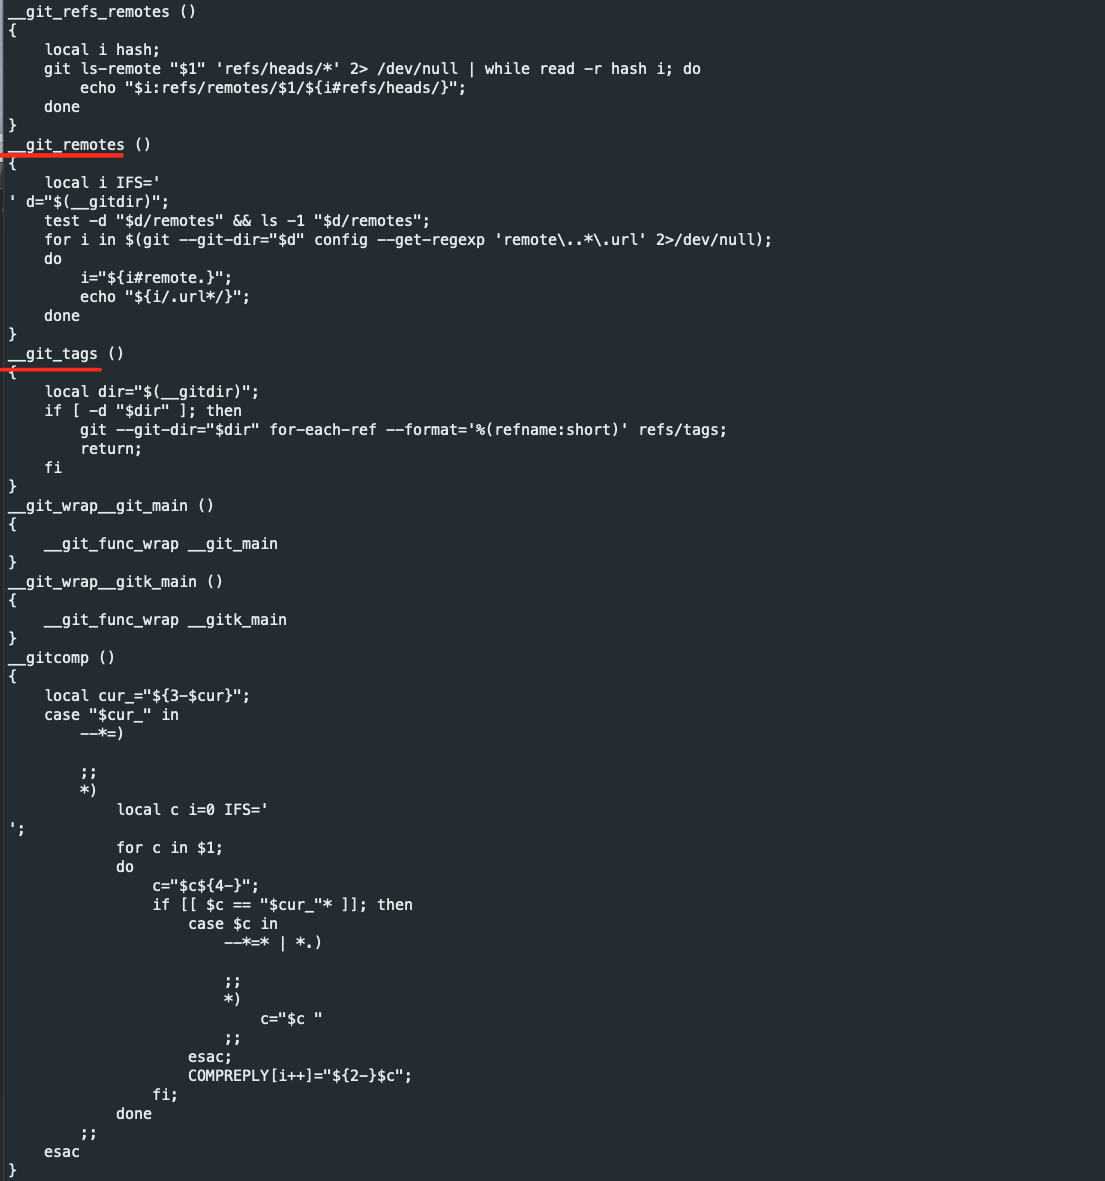 __git_refs_remotes ()
{
    local i hash;
    git ls-remote "$1" 'refs/heads/*' 2> /dev/null | while read -r hash i; do
        echo "$i:refs/remotes/$1/${i#refs/heads/}";
    done
}
__git_remotes ()
{
    local i IFS='
' d="$(__gitdir)";
    test -d "$d/remotes" && ls -1 "$d/remotes";
    for i in $(git --git-dir="$d" config --get-regexp 'remote\..*\.url' 2>/dev/null);
    do
        i="${i#remote.}";
        echo "${i/.url*/}";
    done
}
__git_tags ()
{
    local dir="$(__gitdir)";
    if [ -d "$dir" ]; then
        git --git-dir="$dir" for-each-ref --format='%(refname:short)' refs/tags;
        return;
    fi
}
__git_wrap__git_main ()
{
    __git_func_wrap __git_main
}
__git_wrap__gitk_main ()
{
    __git_func_wrap __gitk_main
}
__gitcomp ()
{
    local cur_="${3-$cur}";
    case "$cur_" in
        --*=)

        ;;
        *)
            local c i=0 IFS='
';
            for c in $1;
            do
                c="$c${4-}";
                if [[ $c == "$cur_"* ]]; then
                    case $c in
                        --*=* | *.)

                        ;;
                        *)
                            c="$c "
                        ;;
                    esac;
                    COMPREPLY[i++]="${2-}$c";
                fi;
            done
        ;;
    esac
}